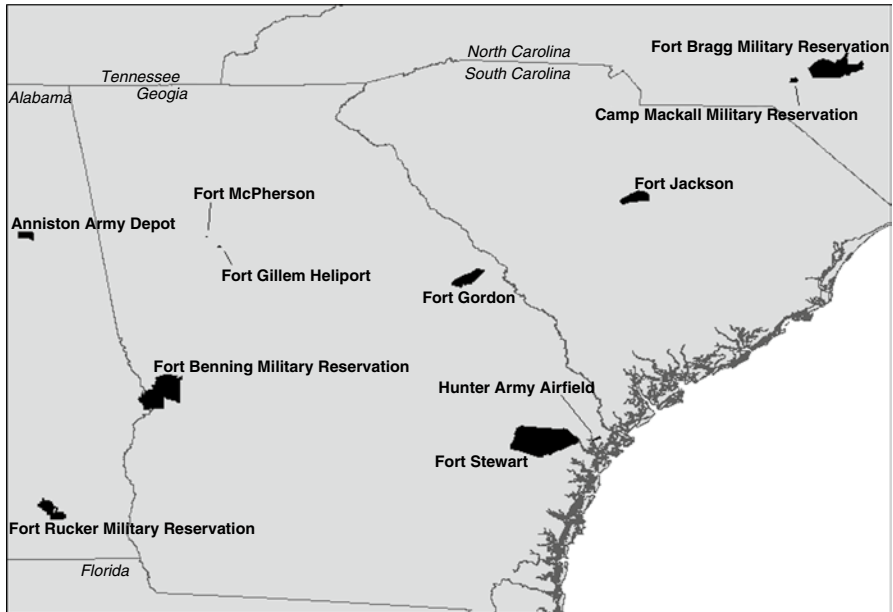 North Carolina
Fort Bragg Military Reservation
South Carolina
Tennessee
Geogia
Alabama
Camp Mackall Military Reservation
Fort McPherson
Fort Jackson
Anniston Army Depot
Fort Gillem Heliport
Fort Gordon
Fort Benning Military Reservation
Hunter Army Airfield
Fort Stewart
Fort Rucker Military Reservation
Florida